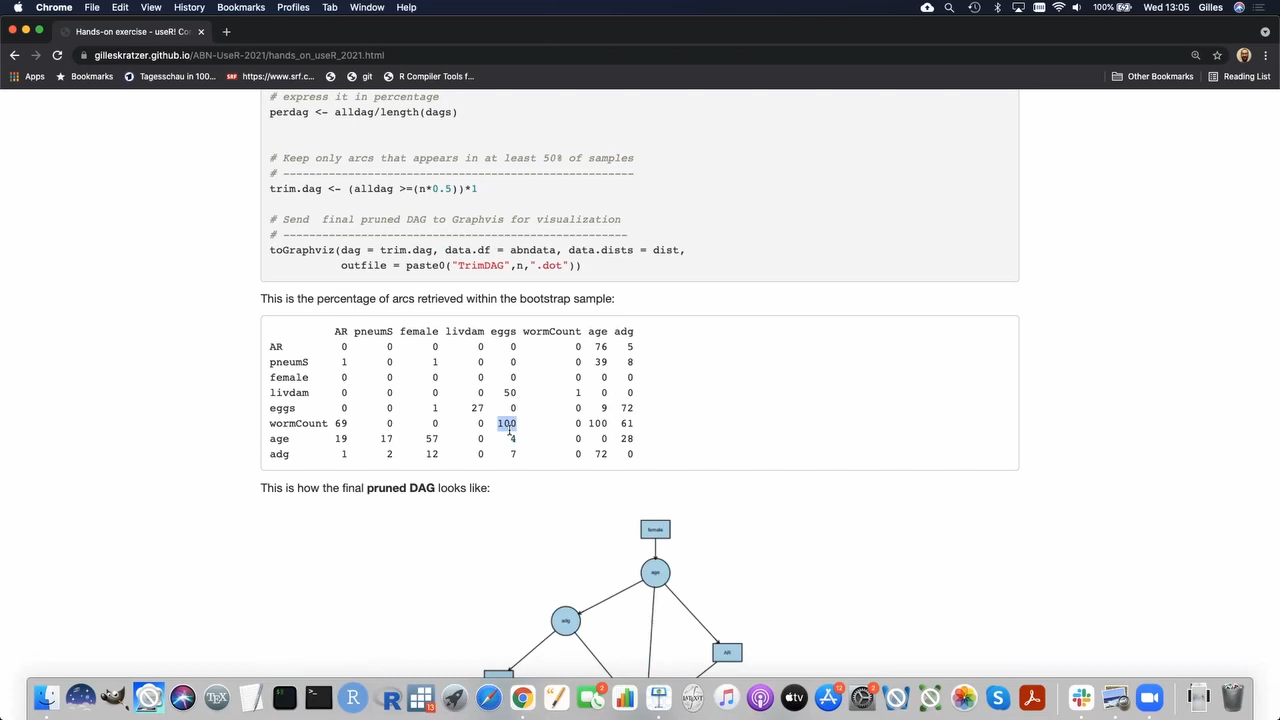 Chrome File Edit View History Bookmarks Profiles Tab Window Help 100% Wed 13:05 Gilles
Hands-on exercise - useR! Co
gilleskratzer.github.io/ABN-UseR-2021/hands_on_useR_2021.html
Apps Bookmarks Tagesschau in 100... SRF https://www.srf.c... git R Compiler Tools f... Other Bookmarks Reading List
# express it in percentage
perdag <- alldag/length(dags)
# Keep only arcs that appears in at least 50% of samples
# -------------------------------------------------------
trim.dag <- (alldag >=(n*0.5))*1
# Send  final pruned DAG to Graphvis for visualization
# ------------------------------------------------------
toGraphviz(dag = trim.dag, data.df = abndata, data.dists = dist,
outfile = paste0("TrimDAG",n,".dot"))
This is the percentage of arcs retrieved within the bootstrap sample:
AR pneumS female livdam eggs wormCount age adg
AR 0 0 0 0 0 0 76 5
pneumS 1 0 1 0 0 0 39 8
female 0 0 0 0 0 0 0 0
livdam 0 0 0 0 50 1 0 0
eggs 0 0 1 27 0 0 9 72
wormCount 69 0 0 0 100 0 100 61
age 19 17 57 0 4 0 0 28
adg 1 2 12 0 7 0 72 0
This is how the final pruned DAG looks like:
female
age
adg
AR